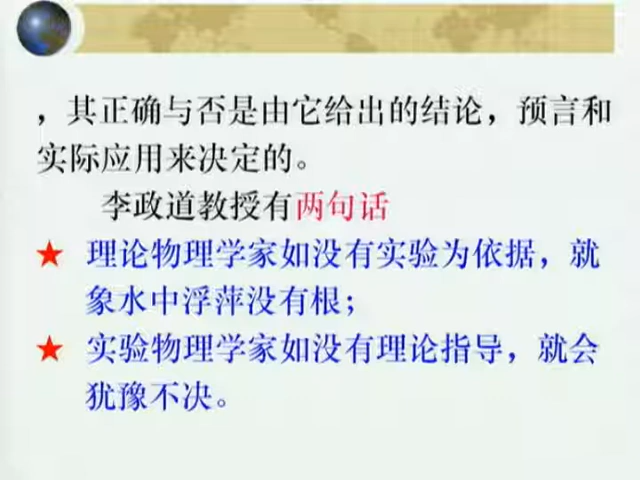 ，其正确与否是由它给出的结论，预言和
实际应用来决定的。
李政道教授有两句话
★ 理论物理学家如没有实验为依据，就
象水中浮萍没有根；
★ 实验物理学家如没有理论指导，就会
犹豫不决。